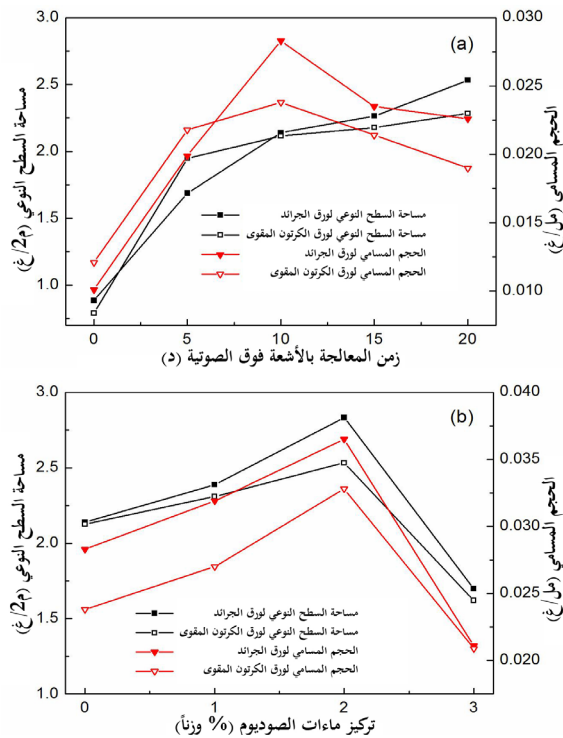 (a)
3.0
2.5
2.0
1.5
1.0
مساحة السطح النوعي (م2/غ)
0.030
0.025
0.020
0.015
0.010
الحجم المسامي (مل/غ)
مساحة السطح النوعي لورق الجرائد
مساحة السطح النوعي لورق الكرتون المقوى
الحجم المسامي لورق الجرائد
الحجم المسامي لورق الكرتون المقوى
0 5 10 15 20
زمن المعالجة بالأشعة فوق الصوتية (د)
(b)
3.0
2.5
2.0
1.5
1.0
مساحة السطح النوعي (م2/غ)
0.040
0.035
0.030
0.025
0.020
الحجم المسامي (مل/غ)
مساحة السطح النوعي لورق الجرائد
مساحة السطح النوعي لورق الكرتون المقوى
الحجم المسامي لورق الجرائد
الحجم المسامي لورق الكرتون المقوى
0 1 2 3
تركيز ماءات الصوديوم (% وزناً)